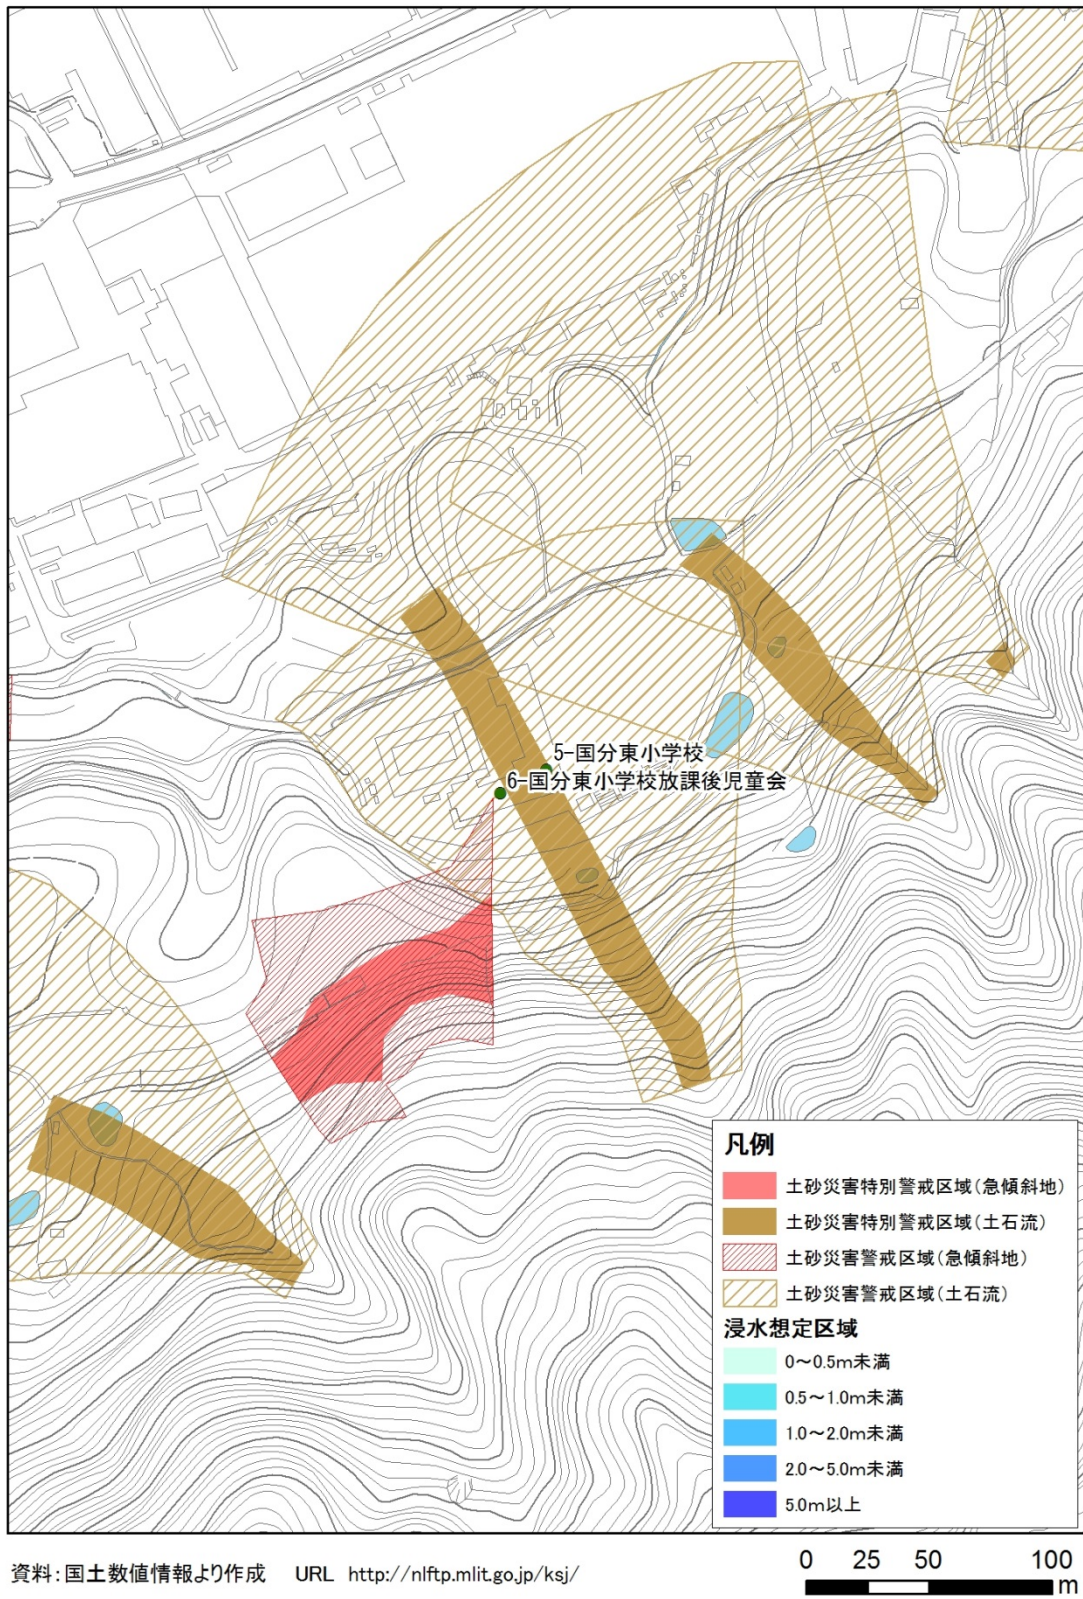 5-国分東小学校
6-国分東小学校放課後児童会
凡例
土砂災害特別警戒区域(急傾斜地)
土砂災害特別警戒区域(土石流)
土砂災害警戒区域(急傾斜地)
土砂災害警戒区域(土石流)
浸水想定区域
0~0.5m未満
0.5~1.0m未満
1.0~2.0m未満
2.0~5.0m未満
5.0m以上
資料:国土数値情報より作成 URL http://nlftp.mlit.go.jp/ksj/
0 25 50 100
m